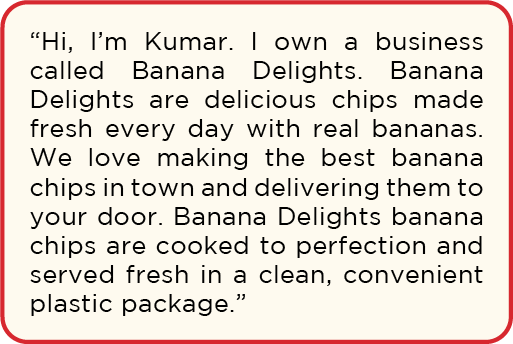 “Hi, I’m Kumar. I own a business
called Banana Delights. Banana
Delights are delicious chips made
fresh every day with real bananas.
We love making the best banana
chips in town and delivering them to
your door. Banana Delights banana
chips are cooked to perfection and
served fresh in a clean, convenient
plastic package.”